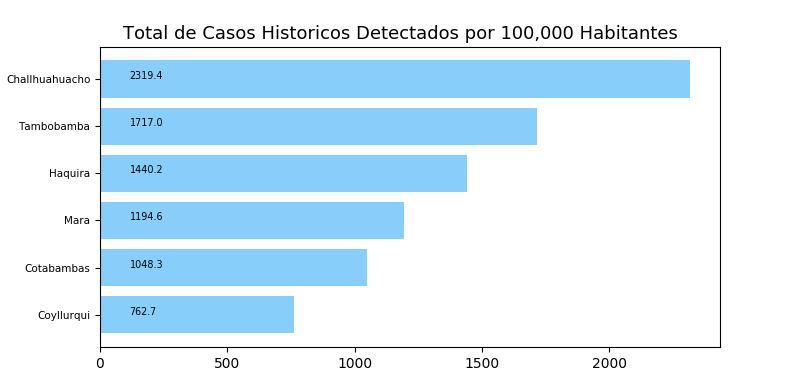 Total de Casos Historicos Detectados por 100,000 Habitantes
Challhuahuacho 2319.4
Tambobamba 1717.0
Haquira 1440.2
Mara 1194.6
Cotabambas 1048.3
Coyllurqui 762.7
0 500 1000 1500 2000